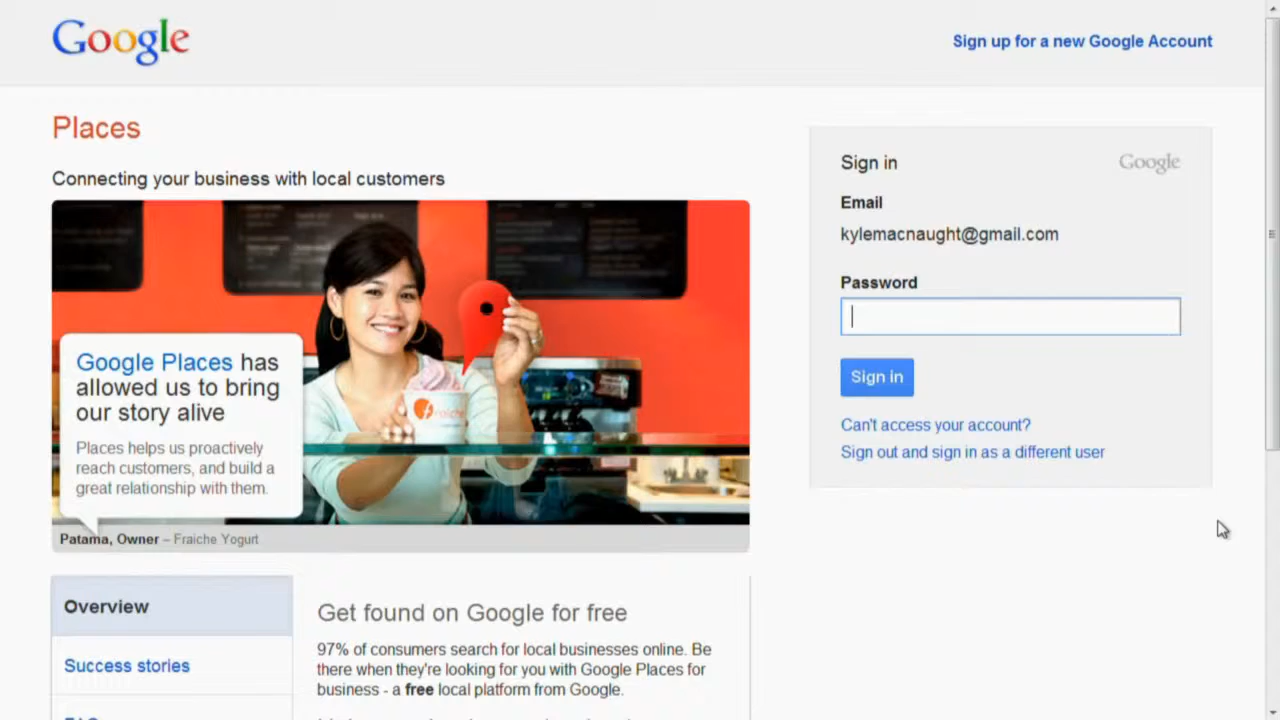 Google
Sign up for a new Google Account
Places
Connecting your business with local customers
Google Places has
allowed us to bring
our story alive
Places helps us proactively
reach customers, and build a
great relationship with them.
Patama, Owner – Fraiche Yogurt
Sign in
Google
Email
kylemacnaught@gmail.com
Password
Sign in
Can't access your account?
Sign out and sign in as a different user
Overview
Success stories
Get found on Google for free
97% of consumers search for local businesses online. Be
there when they're looking for you with Google Places for
business - a free local platform from Google.